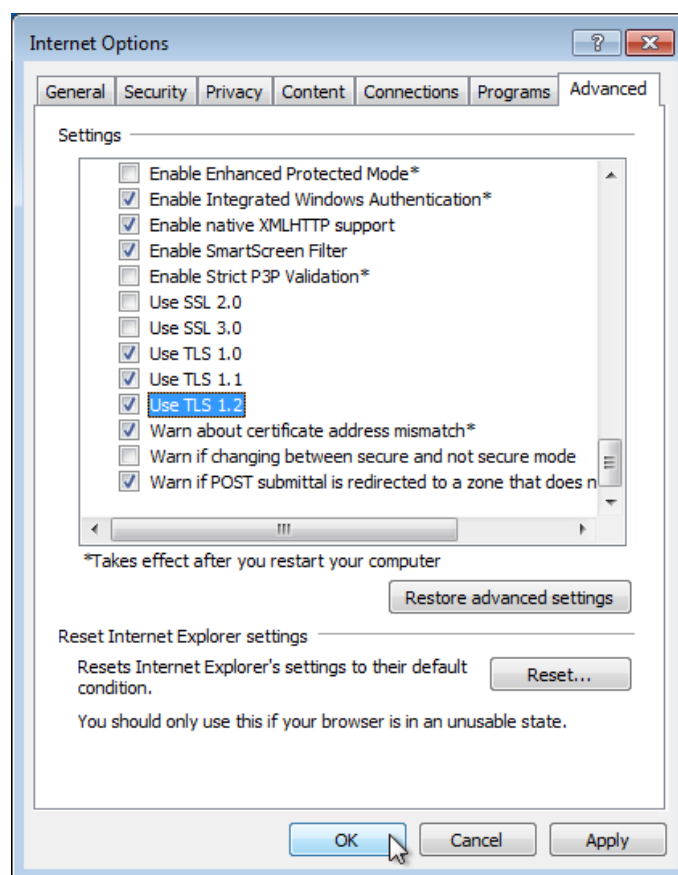 Internet Options
General Security Privacy Content Connections Programs Advanced
Settings
Enable Enhanced Protected Mode*
Enable Integrated Windows Authentication*
Enable native XMLHTTP support
Enable SmartScreen Filter
Enable Strict P3P Validation*
Use SSL 2.0
Use SSL 3.0
Use TLS 1.0
Use TLS 1.1
Use TLS 1.2
Warn about certificate address mismatch*
Warn if changing between secure and not secure mode
Warn if POST submittal is redirected to a zone that does n
*Takes effect after you restart your computer
Restore advanced settings
Reset Internet Explorer settings
Resets Internet Explorer's settings to their default
condition.
Reset...
You should only use this if your browser is in an unusable state.
OK Cancel Apply